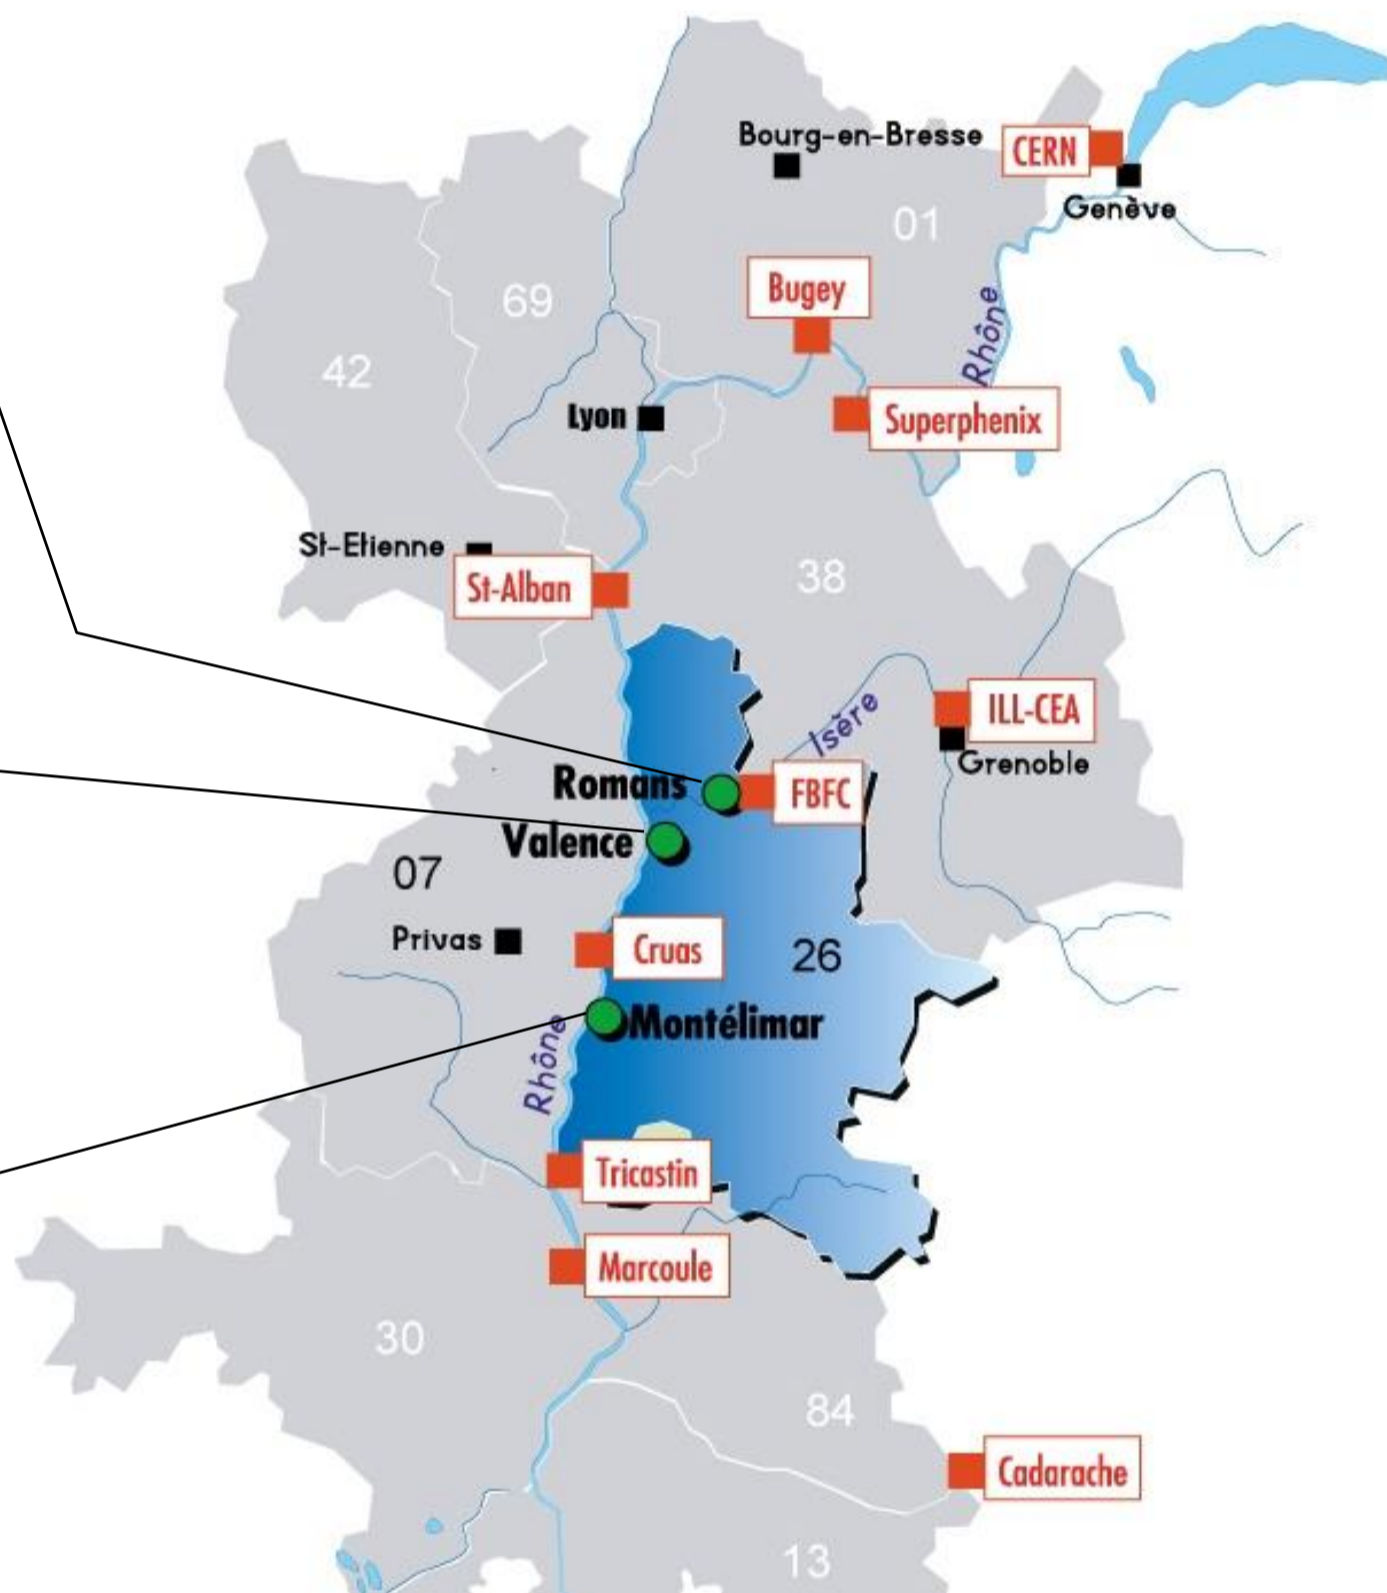 Bourg-en-Bresse
CERN
Genève
01
Bugey
69
Rhône
42
Superphenix
Lyon
St-Etienne
St-Alban
38
ILL-CEA
Isère
Grenoble
Romans
FBFC
Valence
07
Privas
Cruas
26
Montélimar
Rhône
Tricastin
Marcoule
30
84
Cadarache
13